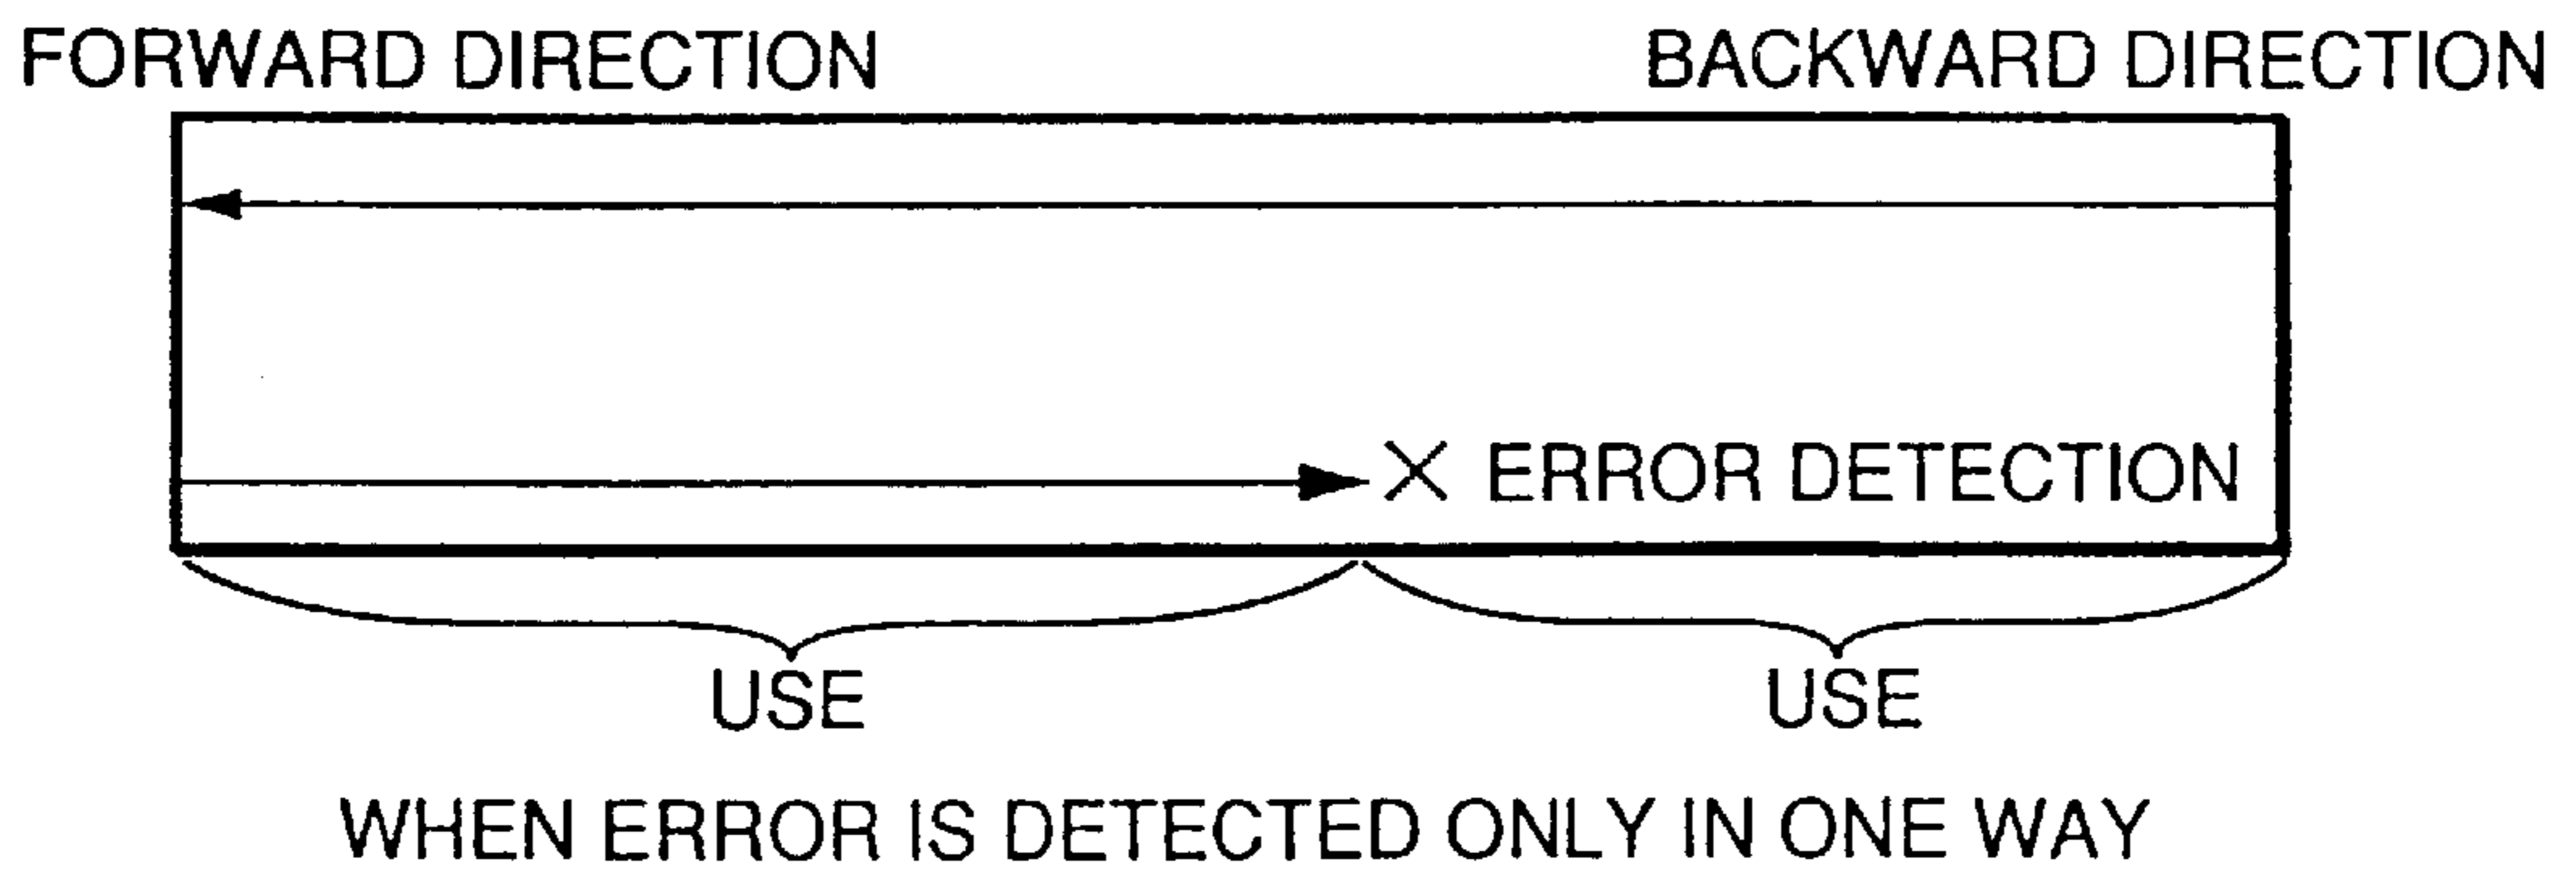 FORWARD DIRECTION BACKWARD DIRECTION
× ERROR DETECTION
USE USE
WHEN ERROR IS DETECTED ONLY IN ONE WAY